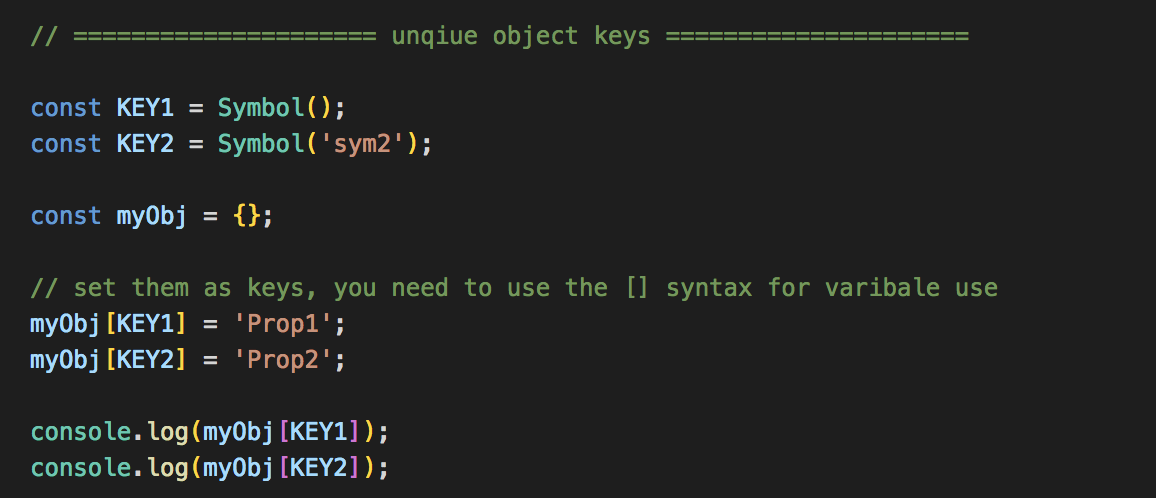 // ===================== unqiue object keys =====================
const KEY1 = Symbol();
const KEY2 = Symbol('sym2');
const myObj = {};
// set them as keys, you need to use the [] syntax for varibale use
myObj[KEY1] = 'Prop1';
myObj[KEY2] = 'Prop2';
console.log(myObj[KEY1]);
console.log(myObj[KEY2]);